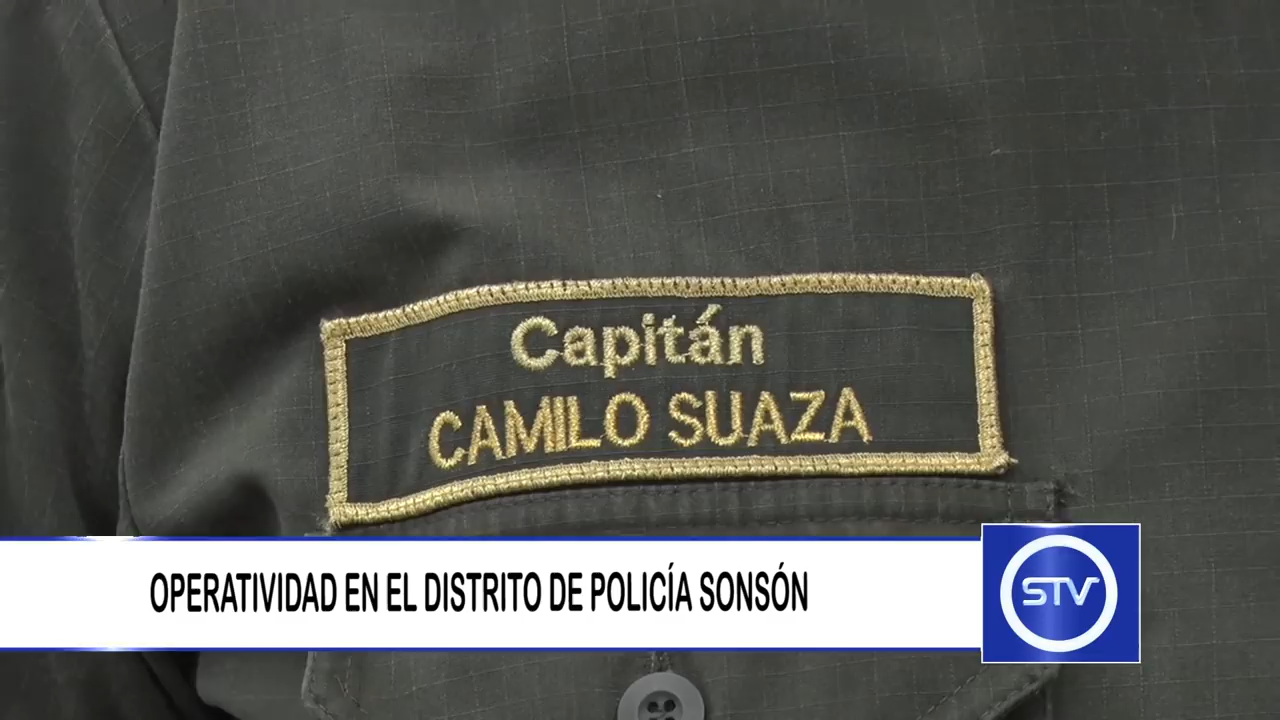 Capitán
CAMILO SUAZA
OPERATIVIDAD EN EL DISTRITO DE POLICÍA SONSÓN
STV